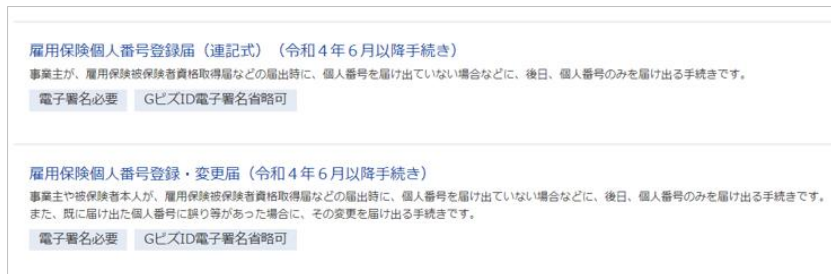 雇用保険個人番号登録届（連記式）（令和４年６月以降手続き）
事業主が、雇用保険被保険者資格取得届などの届出時に、個人番号を届け出ていない場合などに、後日、個人番号のみを届け出る手続きです。
電子署名必要 GビズID電子署名省略可
雇用保険個人番号登録・変更届（令和４年６月以降手続き）
事業主や被保険者本人が、雇用保険被保険者資格取得届などの届出時に、個人番号を届け出ていない場合などに、後日、個人番号のみを届け出る手続きです。
また、既に届け出た個人番号に誤り等があった場合に、その変更を届け出る手続きです。
電子署名必要 GビズID電子署名省略可